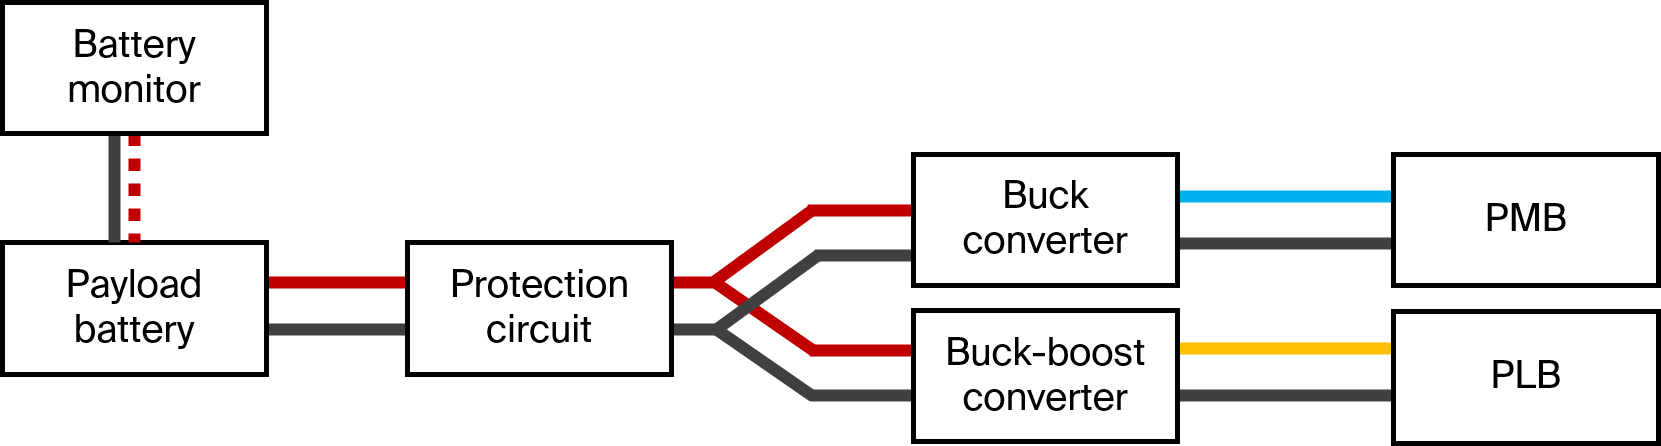 Battery
monitor
Payload
battery
Protection
circuit
Buck
converter
PMB
Buck-boost
converter
PLB